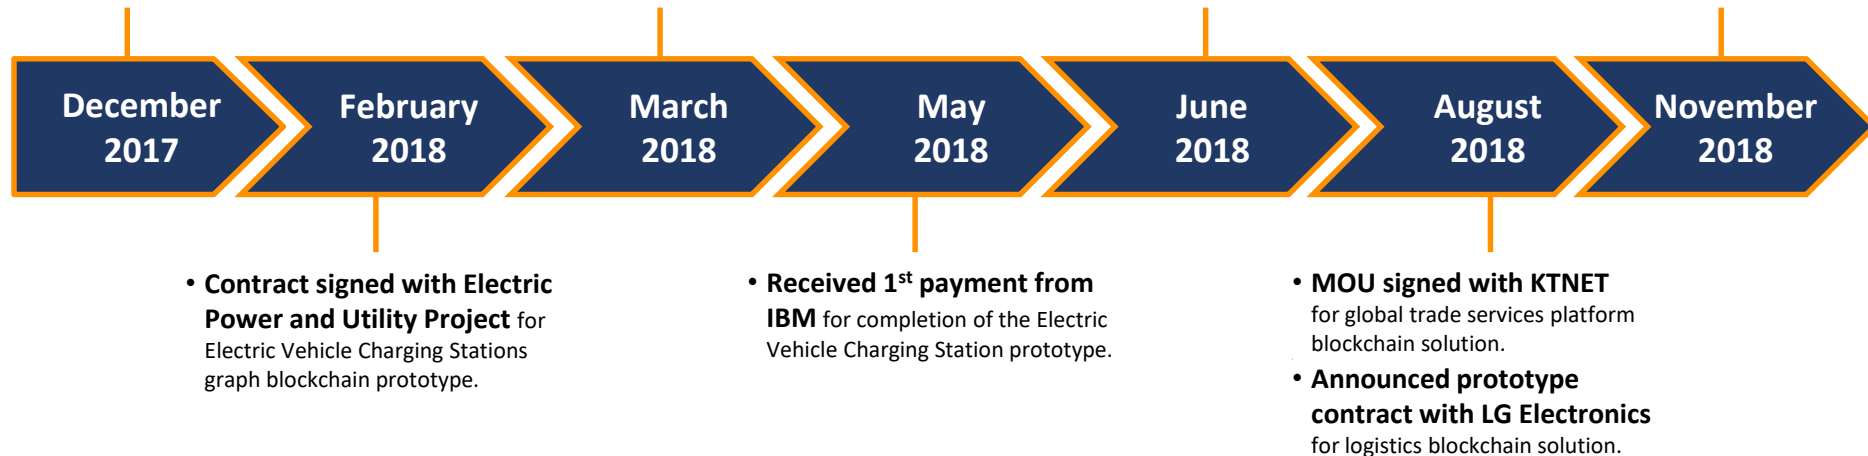 December
2017
February
2018
March
2018
May
2018
June
2018
August
2018
November
2018
• Contract signed with Electric
Power and Utility Project for
Electric Vehicle Charging Stations
graph blockchain prototype.
• Received 1st payment from
IBM for completion of the Electric
Vehicle Charging Station prototype.
• MOU signed with KTNET
for global trade services platform
blockchain solution.
• Announced prototype
contract with LG Electronics
for logistics blockchain solution.